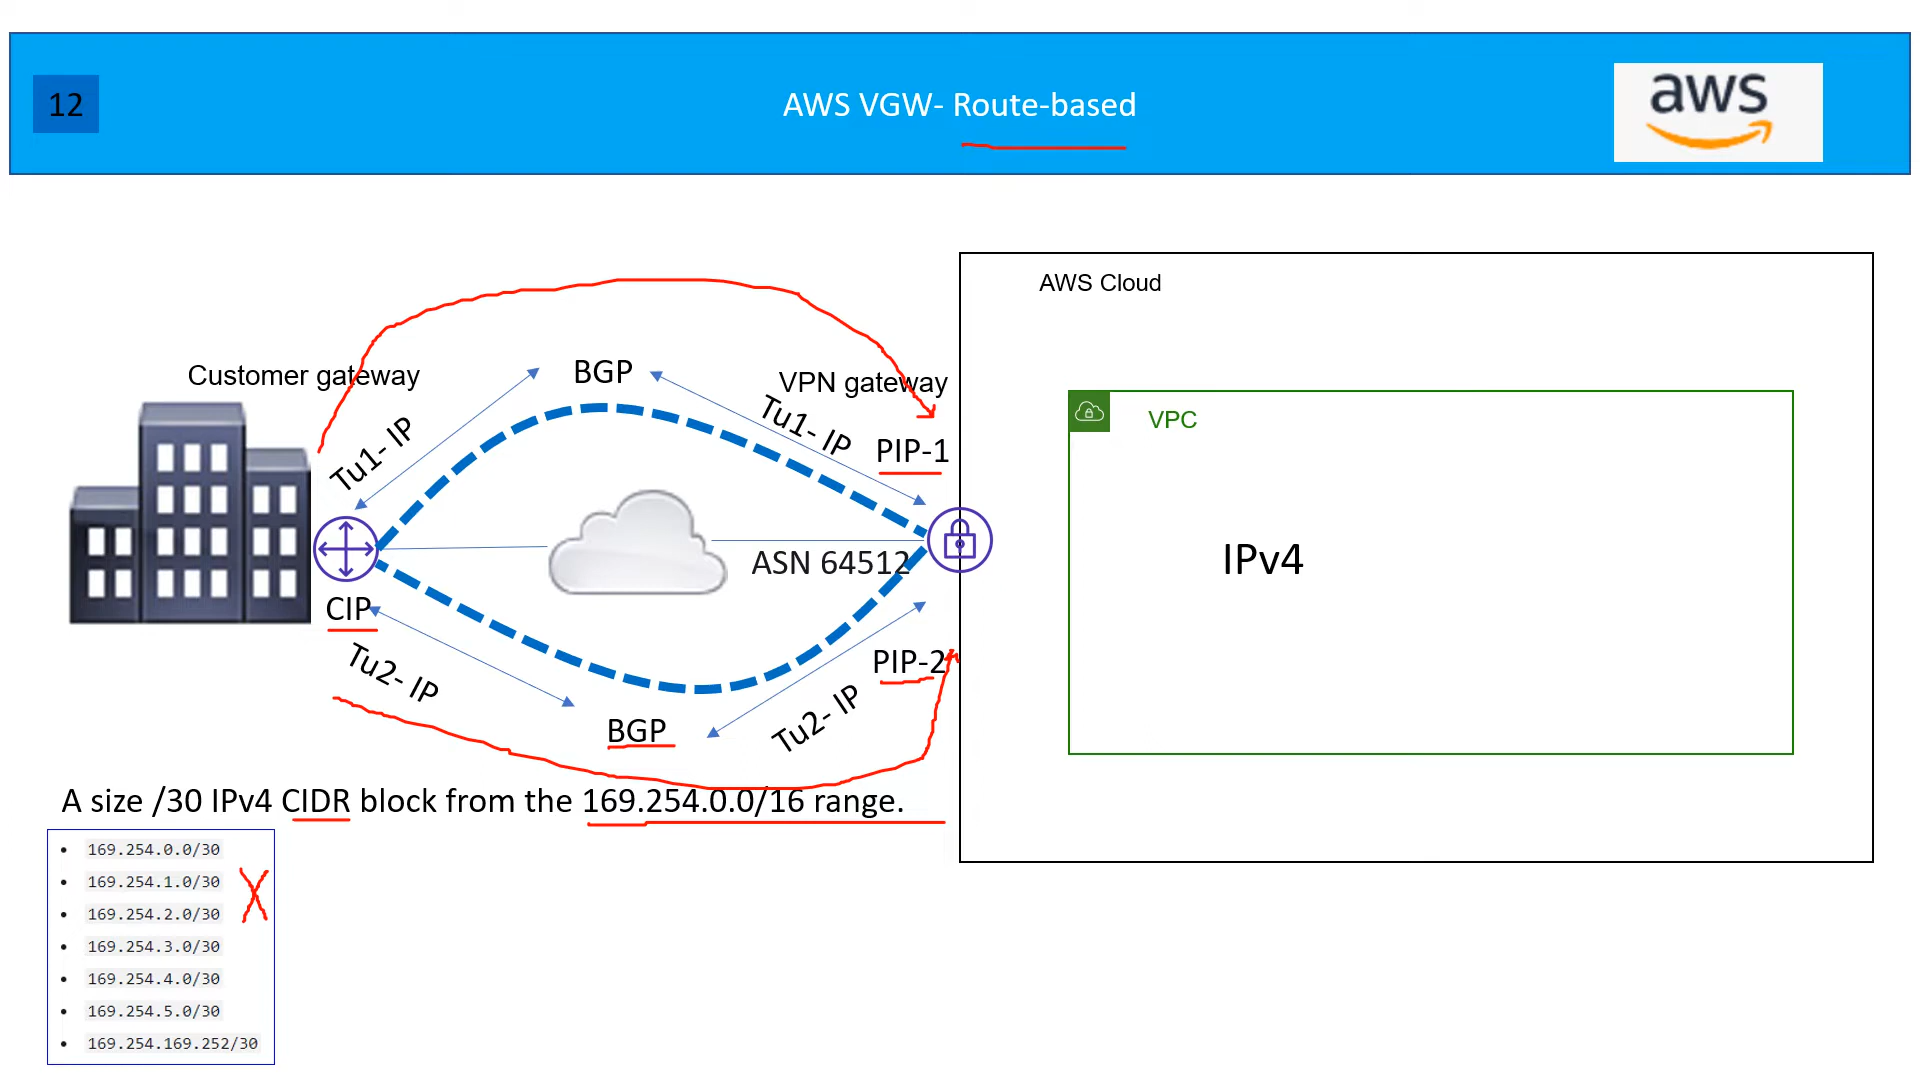 12
AWS VGW- Route-based
aws
AWS Cloud
Customer gateway
BGP
VPN gateway
Tu1- IP
Tu1- IP
PIP-1
VPC
ASN 64512
IPv4
CIP
Tu2- IP
PIP-2
Tu2- IP
BGP
A size /30 IPv4 CIDR block from the 169.254.0.0/16 range.
• 169.254.0.0/30
• 169.254.1.0/30
• 169.254.2.0/30
• 169.254.3.0/30
• 169.254.4.0/30
• 169.254.5.0/30
• 169.254.169.252/30